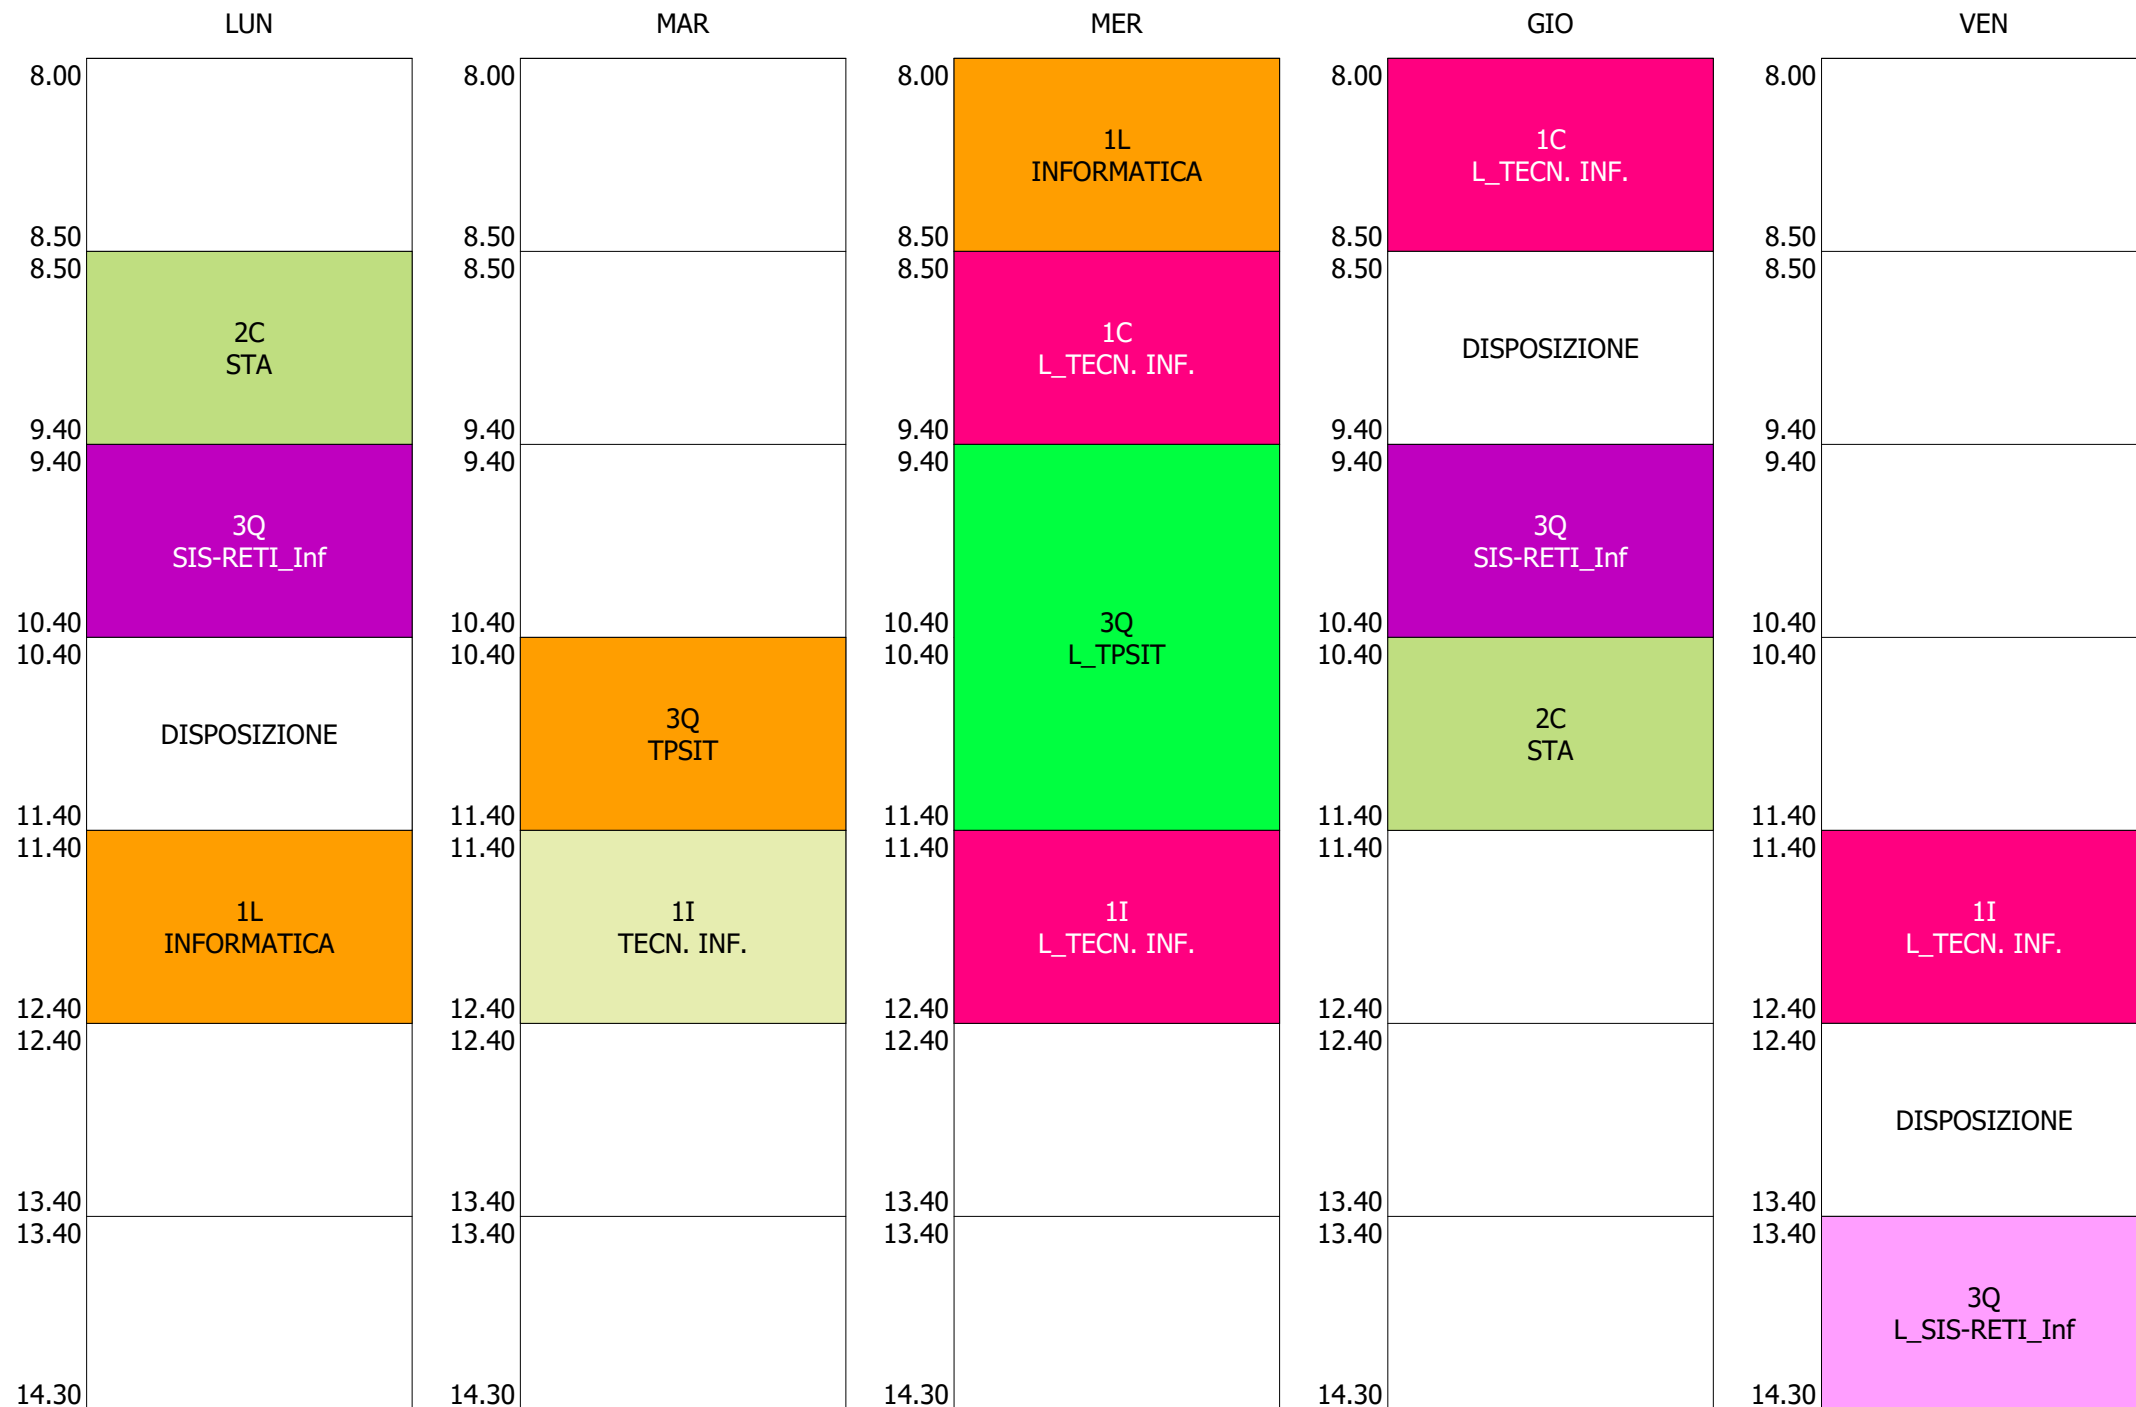 LUN
MAR
MER
GIO
VEN
8.00
8.50
8.50
2C
STA
9.40
9.40
3Q
SIS-RETI_Inf
10.40
10.40
DISPOSIZIONE
11.40
11.40
1L
INFORMATICA
12.40
12.40
13.40
13.40
14.30
8.00
8.50
8.50
9.40
9.40
10.40
10.40
3Q
TPSIT
11.40
11.40
1I
TECN. INF.
12.40
12.40
13.40
13.40
14.30
8.00
1L
INFORMATICA
8.50
8.50
1C
L_TECN. INF.
9.40
9.40
10.40
10.40
3Q
L_TPSIT
11.40
11.40
1I
L_TECN. INF.
12.40
12.40
13.40
13.40
14.30
8.00
1C
L_TECN. INF.
8.50
8.50
DISPOSIZIONE
9.40
9.40
3Q
SIS-RETI_Inf
10.40
10.40
2C
STA
11.40
11.40
12.40
12.40
13.40
13.40
14.30
8.00
8.50
8.50
9.40
9.40
10.40
10.40
11.40
11.40
1I
L_TECN. INF.
12.40
12.40
DISPOSIZIONE
13.40
13.40
3Q
L_SIS-RETI_Inf
14.30